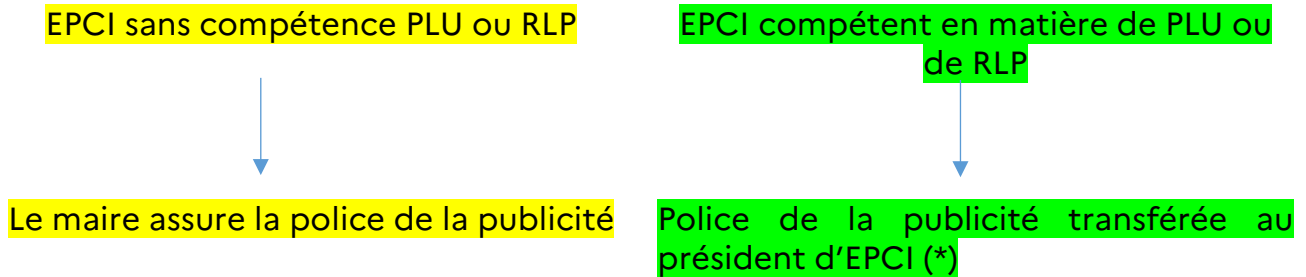 EPCI sans compétence PLU ou RLP
EPCI compétent en matière de PLU ou
de RLP
Le maire assure la police de la publicité
Police de la publicité transférée au
président d’EPCI (*)